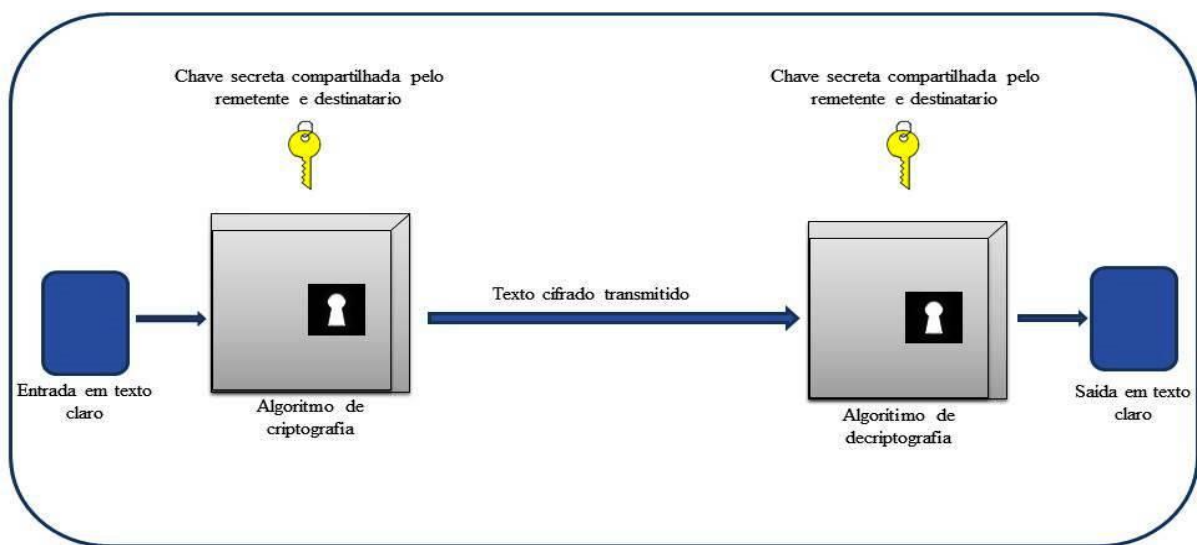 Chave secreta compartilhada pelo
remetente e destinatario
Chave secreta compartilhada pelo
remetente e destinatario
Texto cifrado transmitido
Entrada em texto
claro
Algoritmo de
criptografia
Algorítimo de
decriptografia
Saída em texto
claro